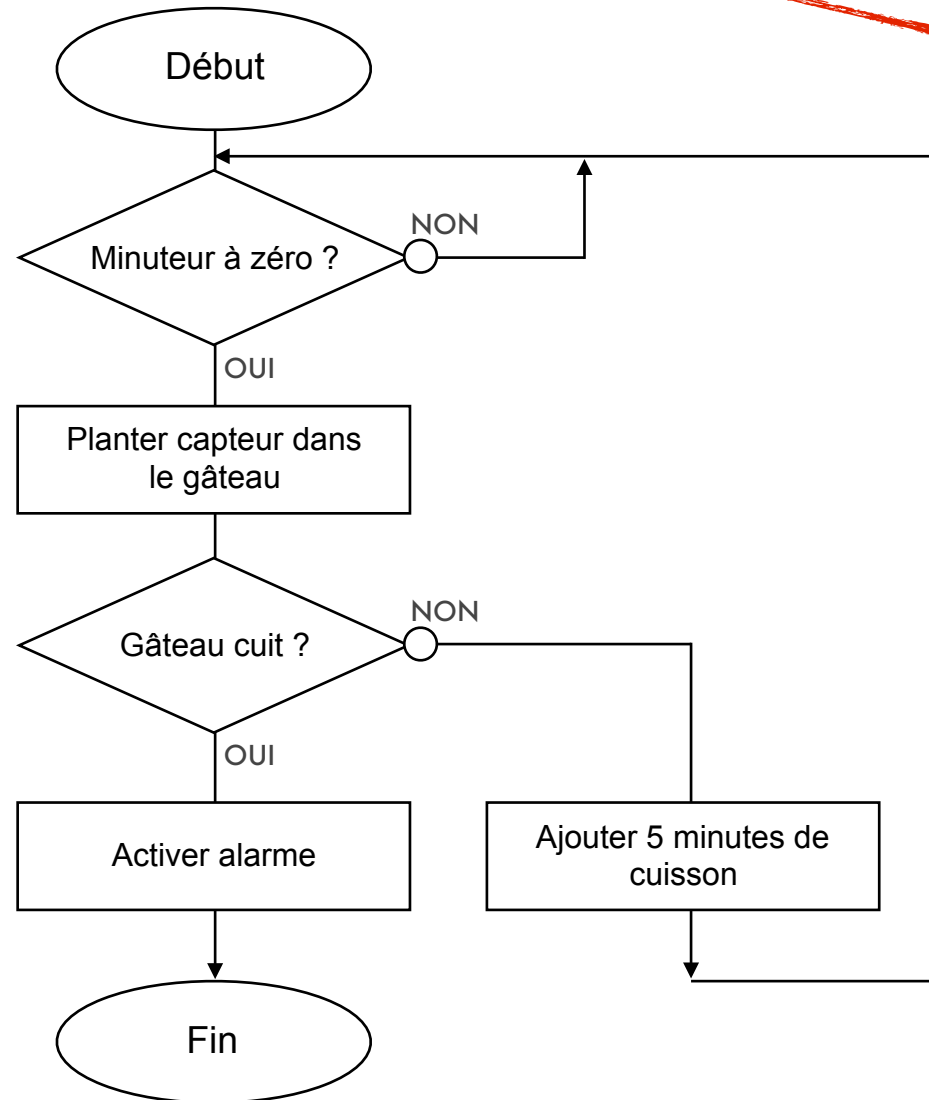 Début
NON
Minuteur à zéro ?
OUI
Planter capteur dans
le gâteau
NON
Gâteau cuit ?
OUI
Activer alarme
Ajouter 5 minutes de
cuisson
Fin